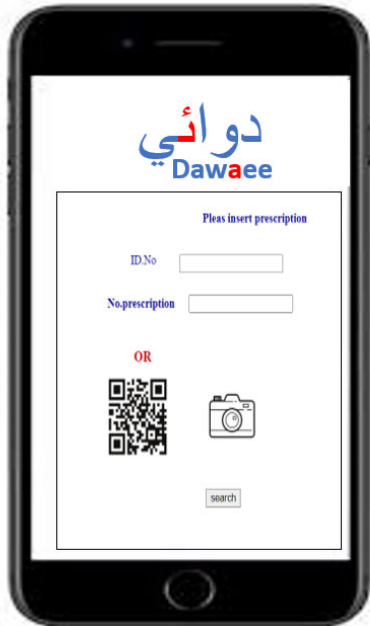 دوائي
Dawaee
Pleas insert prescription
ID.No
No.prescription
OR
search